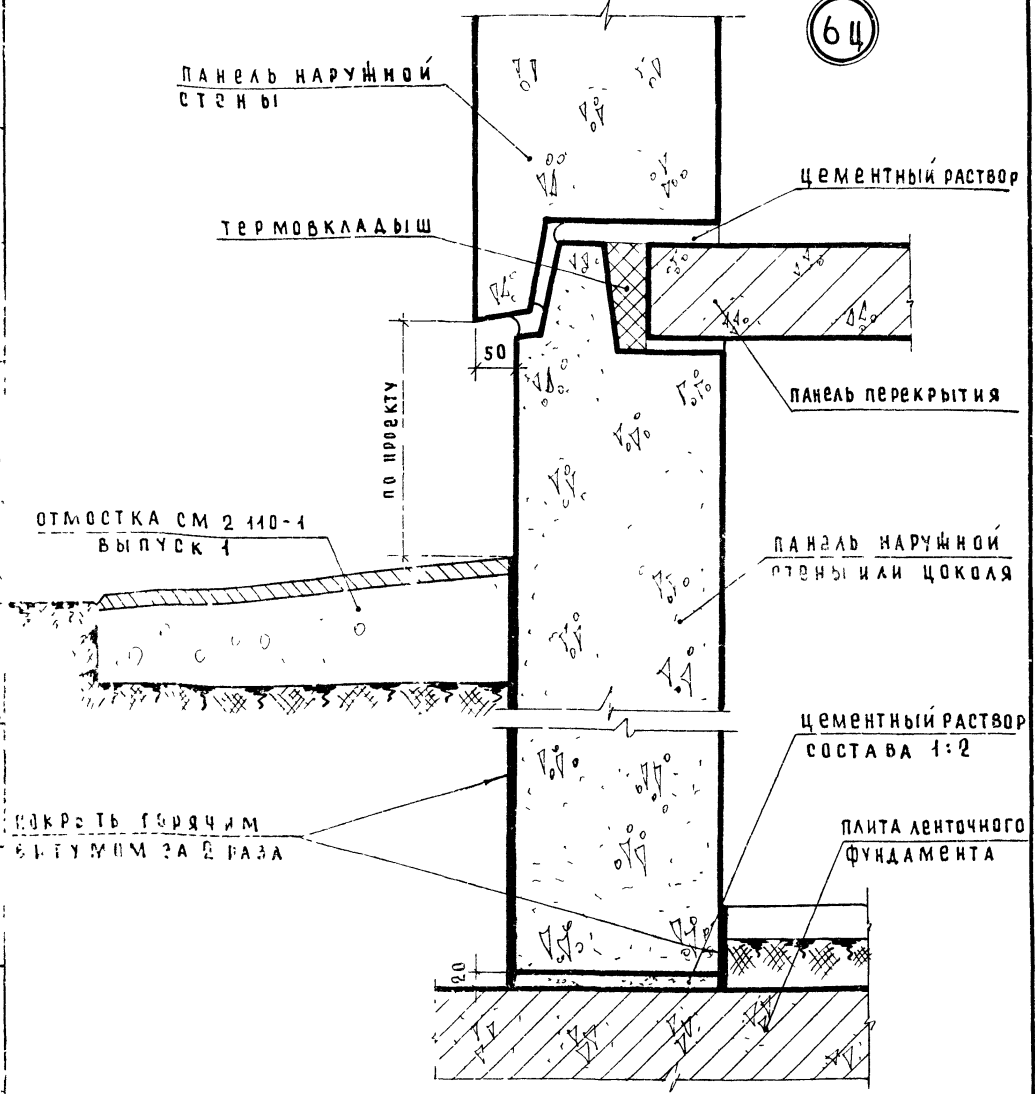 6Ц
ПАНЕЛЬ НАРУЖНОЙ
СТЕНЫ
ЦЕМЕНТНЫЙ РАСТВОР
ТЕРМОВКЛАДЫШ
50
ПО ПРОЕКТУ
ПАНЕЛЬ ПЕРЕКРЫТИЯ
ОТМОСТКА СМ 2 110-1
ВЫПУСК 1
ПАНЕЛЬ НАРУЖНОЙ
СТЕНЫ ИЛИ ЦОКОЛЯ
ЦЕМЕНТНЫЙ РАСТВОР
СОСТАВА 1:2
ПОКРЫТЬ ГОРЯЧИМ
БИТУМОМ ЗА 2 РАЗА
ПЛИТА ЛЕНТОЧНОГО
ФУНДАМЕНТА
20